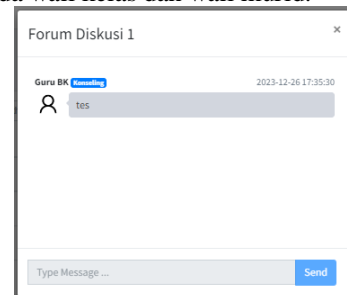 Forum Diskusi 1 ×
Guru BK Konseling 2023-12-26 17:35:30
tes
Type Message ... Send